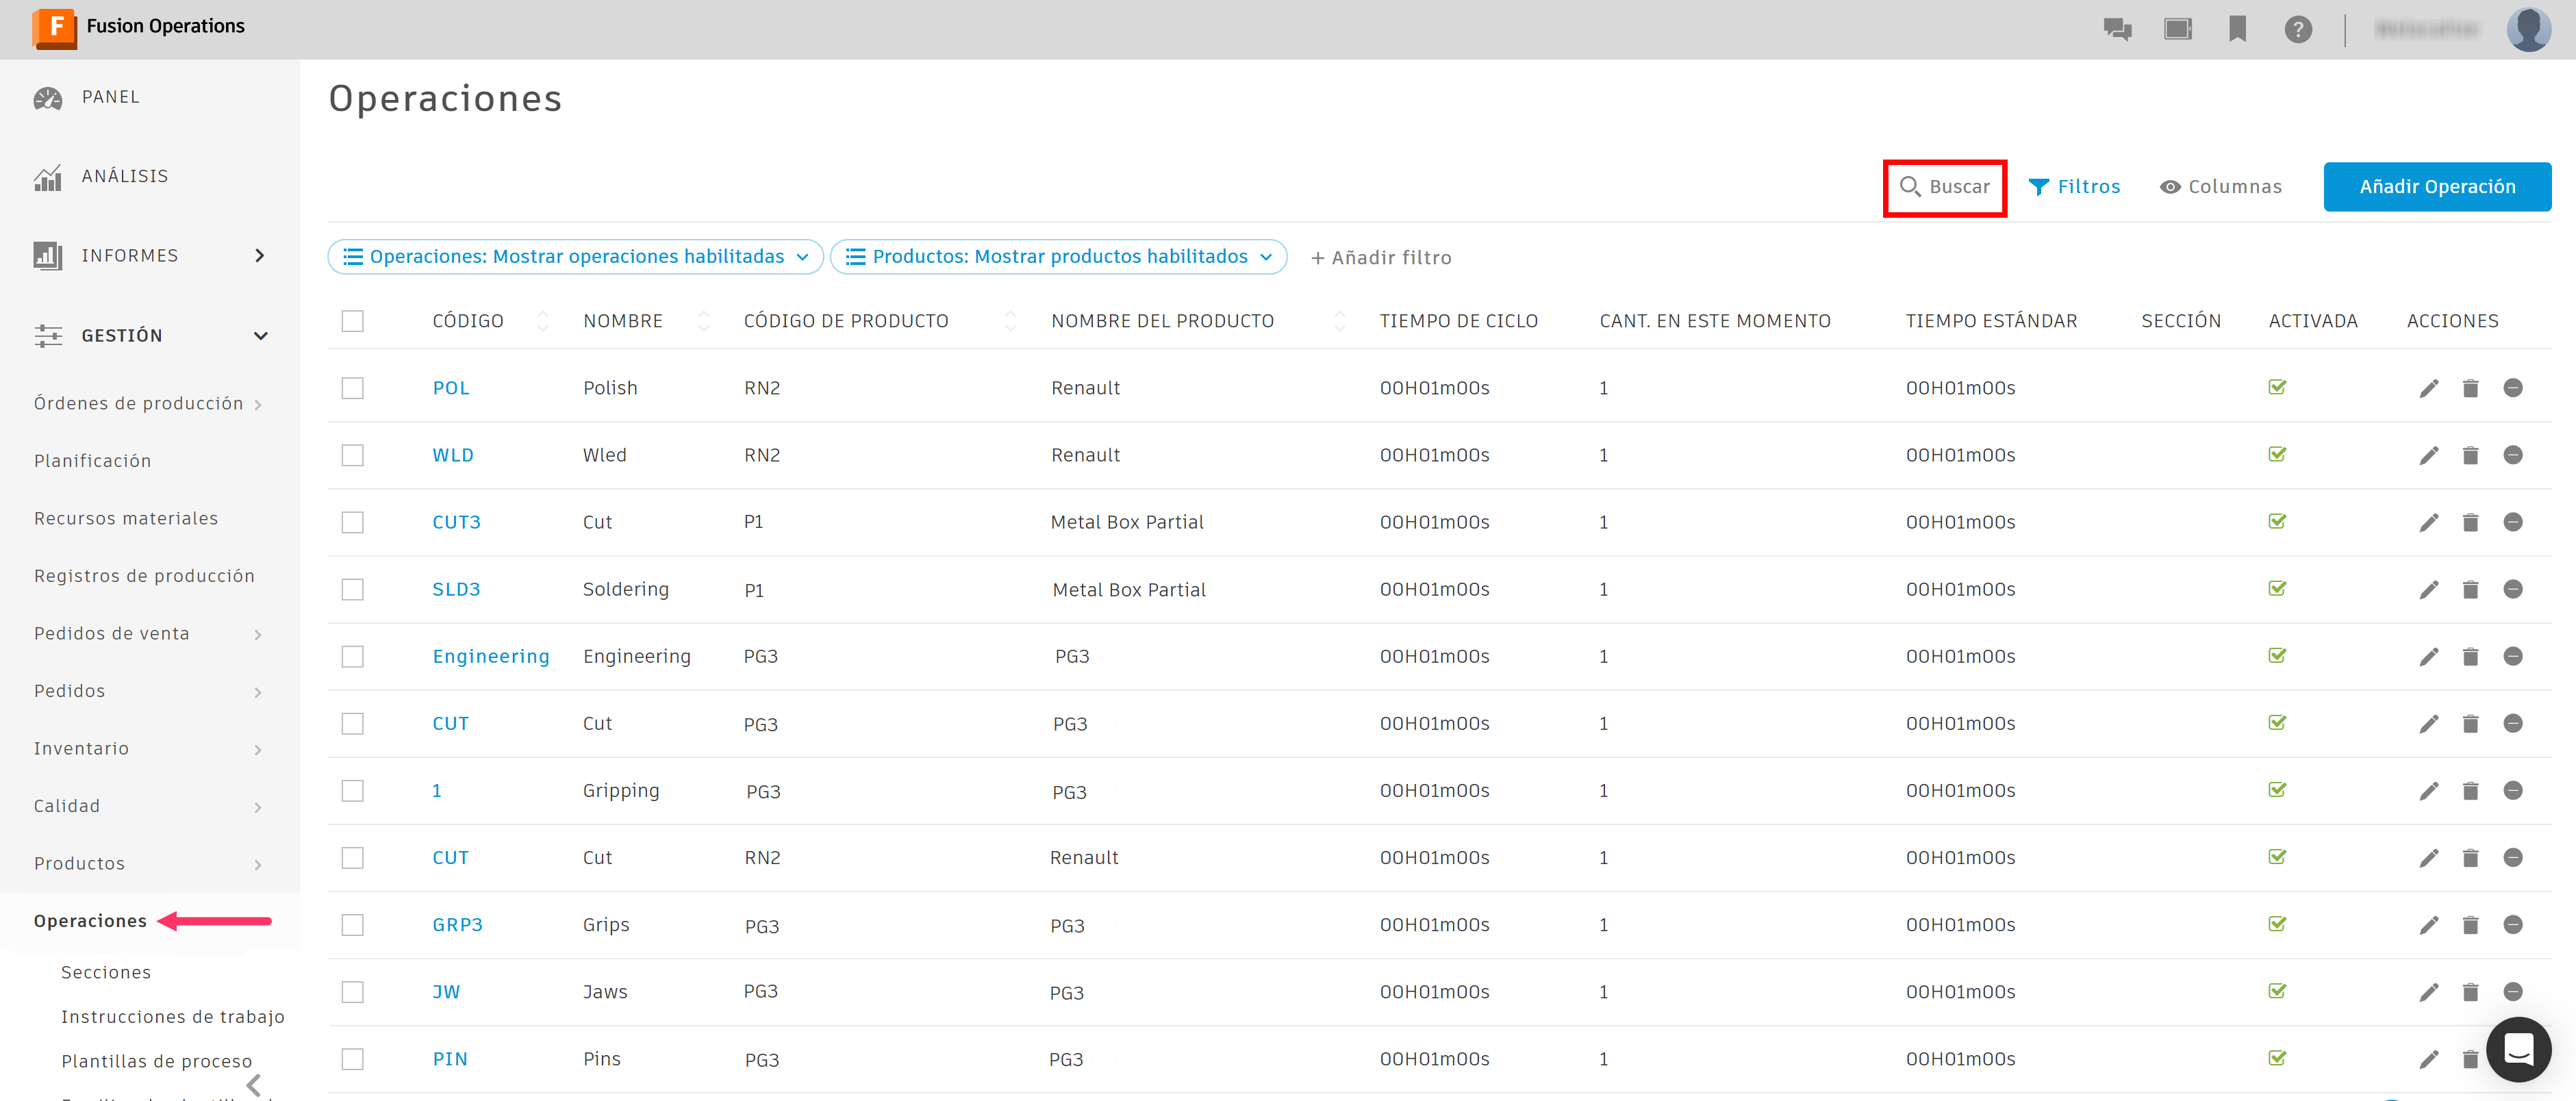 F Fusion Operations
PANEL
ANÁLISIS
INFORMES
GESTIÓN
Órdenes de producción
Planificación
Recursos materiales
Registros de producción
Pedidos de venta
Pedidos
Inventario
Calidad
Productos
Operaciones
Secciones
Instrucciones de trabajo
Plantillas de proceso
Operaciones
Buscar Filtros Columnas Añadir Operación
Operaciones: Mostrar operaciones habilitadas Productos: Mostrar productos habilitados + Añadir filtro
CÓDIGO NOMBRE CÓDIGO DE PRODUCTO NOMBRE DEL PRODUCTO TIEMPO DE CICLO CANT. EN ESTE MOMENTO TIEMPO ESTÁNDAR SECCIÓN ACTIVADA ACCIONES
POL Polish RN2 Renault 00H01m00s 1 00H01m00s
WLD Wled RN2 Renault 00H01m00s 1 00H01m00s
CUT3 Cut P1 Metal Box Partial 00H01m00s 1 00H01m00s
SLD3 Soldering P1 Metal Box Partial 00H01m00s 1 00H01m00s
Engineering Engineering PG3 PG3 00H01m00s 1 00H01m00s
CUT Cut PG3 PG3 00H01m00s 1 00H01m00s
1 Gripping PG3 PG3 00H01m00s 1 00H01m00s
CUT Cut RN2 Renault 00H01m00s 1 00H01m00s
GRP3 Grips PG3 PG3 00H01m00s 1 00H01m00s
JW Jaws PG3 PG3 00H01m00s 1 00H01m00s
PIN Pins PG3 PG3 00H01m00s 1 00H01m00s